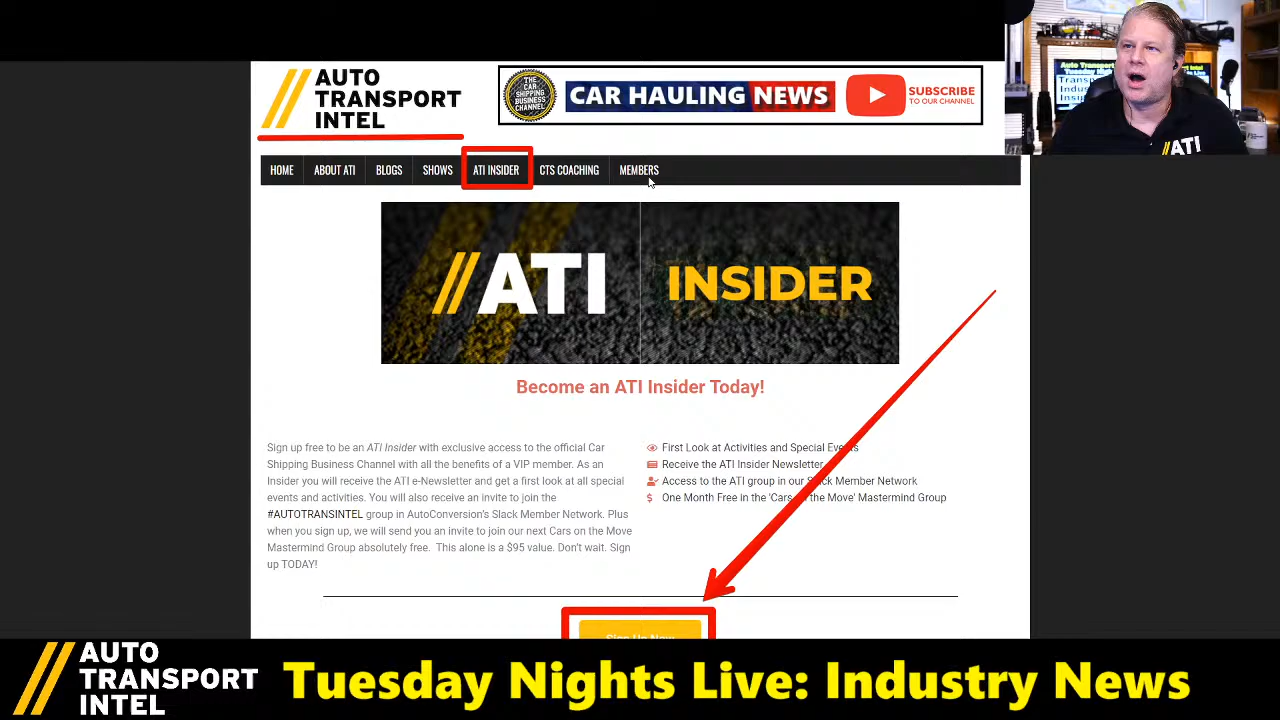 AUTO
TRANSPORT
INTEL
THE
CAR
SHIPPING
BUSINESS
CHANNEL
CAR HAULING NEWS
SUBSCRIBE
TO OUR CHANNEL
HOME ABOUT ATI BLOGS SHOWS ATI INSIDER CTS COACHING MEMBERS
//ATI INSIDER
Become an ATI Insider Today!
Sign up free to be an ATI Insider with exclusive access to the official Car
Shipping Business Channel with all the benefits of a VIP member. As an
Insider you will receive the ATI e-Newsletter and get a first look at all special
events and activities. You will also receive an invite to join the
#AUTOTRANSINTEL group in AutoConversion's Slack Member Network. Plus
when you sign up, we will send you an invite to join our next Cars on the Move
Mastermind Group absolutely free. This alone is a $95 value. Don't wait. Sign
up TODAY!
First Look at Activities and Special Events
Receive the ATI Insider Newsletter
Access to the ATI group in our Slack Member Network
One Month Free in the 'Cars on the Move' Mastermind Group
Sign Up Now
//ATI
AUTO
TRANSPORT
INTEL
Tuesday Nights Live: Industry News